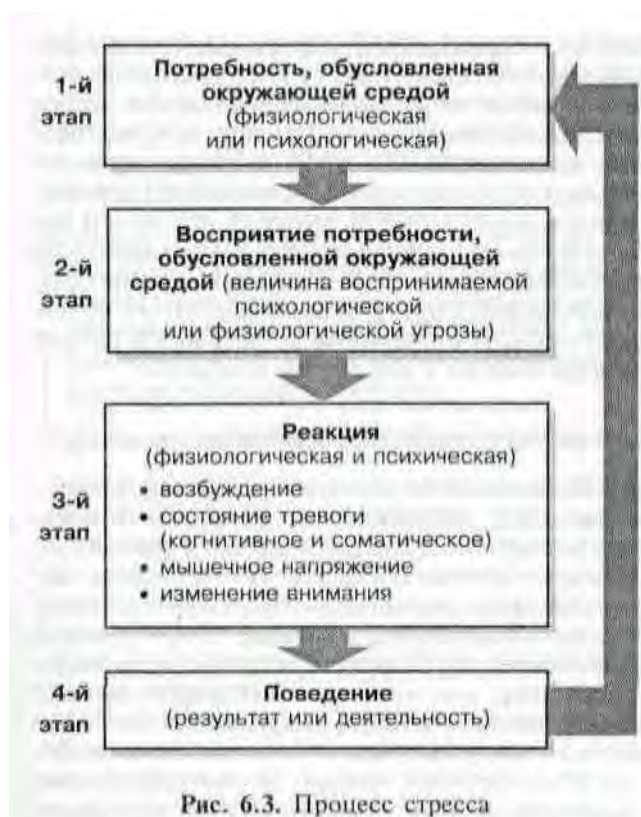 1-й
этап
Потребность, обусловленная
окружающей средой
(физиологическая
или психологическая)
2-й
этап
Восприятие потребности,
обусловленной окружающей
средой (величина воспринимаемой
психологической
или физиологической угрозы)
3-й
этап
Реакция
(физиологическая и психическая)
• возбуждение
• состояние тревоги
(когнитивное и соматическое)
• мышечное напряжение
• изменение внимания
4-й
этап
Поведение
(результат или деятельность)
Рис. 6.3. Процесс стресса